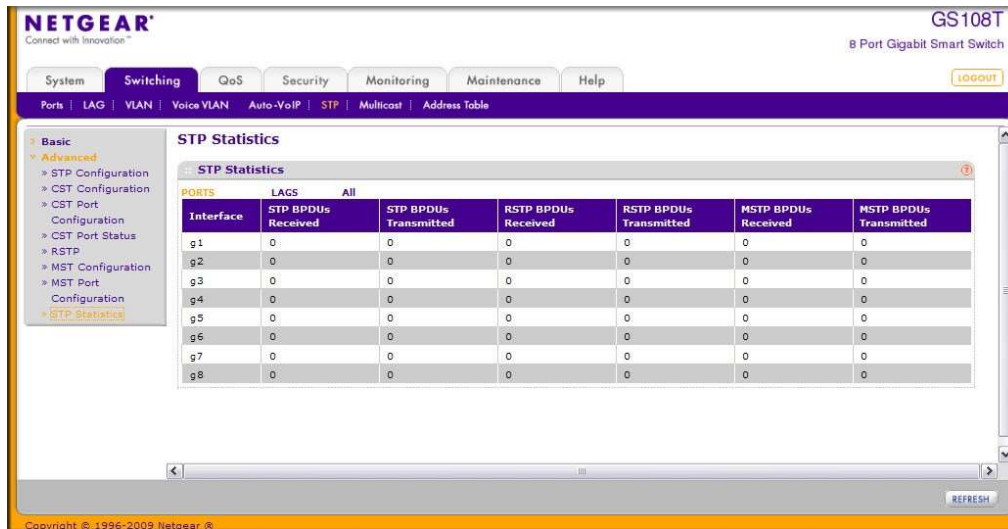 NETGEAR®
Connect with Innovation™
GS108T
8 Port Gigabit Smart Switch
System Switching QoS Security Monitoring Maintenance Help
LOGOUT
Ports LAG VLAN Voice VLAN Auto-VoIP STP Multicast Address Table
Basic
Advanced
» STP Configuration
» CST Configuration
» CST Port
Configuration
» CST Port Status
» RSTP
» MST Configuration
» MST Port
Configuration
» STP Statistics
STP Statistics
STP Statistics
PORTS LAGS All
Interface STP BPDUs Received STP BPDUs Transmitted RSTP BPDUs Received RSTP BPDUs Transmitted MSTP BPDUs Received MSTP BPDUs Transmitted
g1 0 0 0 0 0 0
g2 0 0 0 0 0 0
g3 0 0 0 0 0 0
g4 0 0 0 0 0 0
g5 0 0 0 0 0 0
g6 0 0 0 0 0 0
g7 0 0 0 0 0 0
g8 0 0 0 0 0 0
REFRESH
Copyright © 1996-2009 Netgear ®